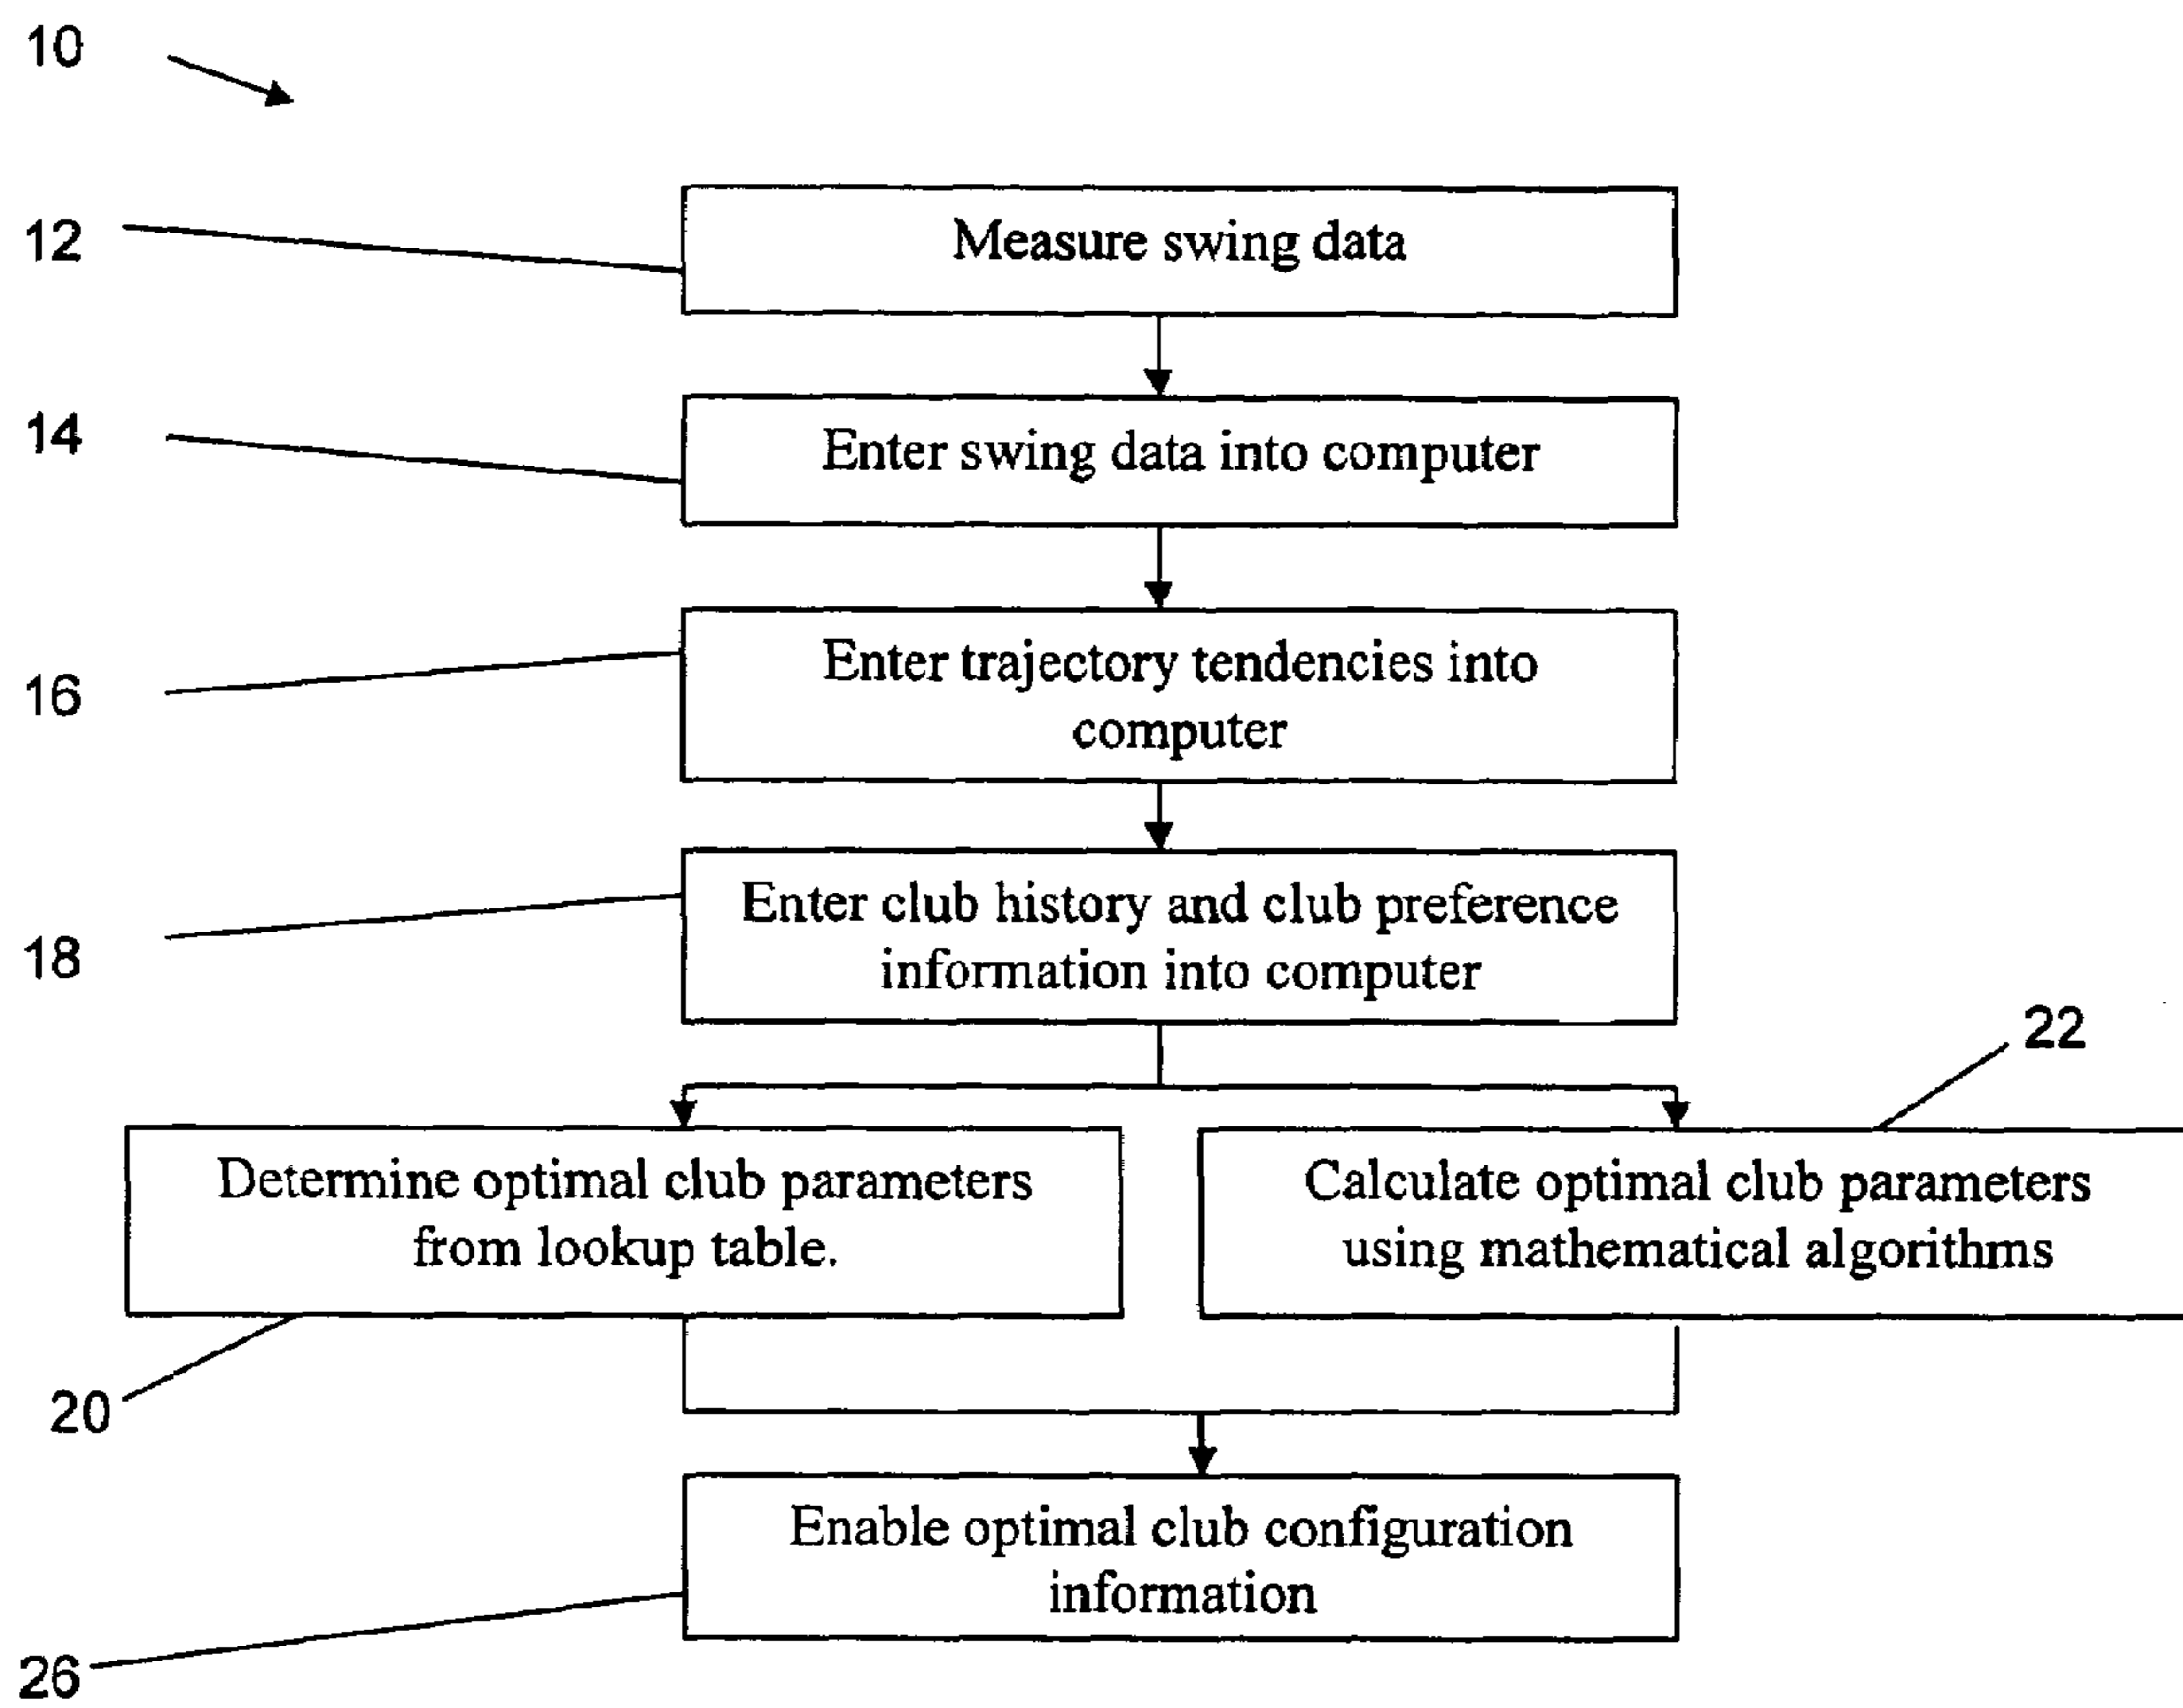 10
12
Measure swing data
14
Enter swing data into computer
16
Enter trajectory tendencies into
computer
18
Enter club history and club preference
information into computer
22
Determine optimal club parameters
from lookup table.
Calculate optimal club parameters
using mathematical algorithms
20
Enable optimal club configuration
information
26